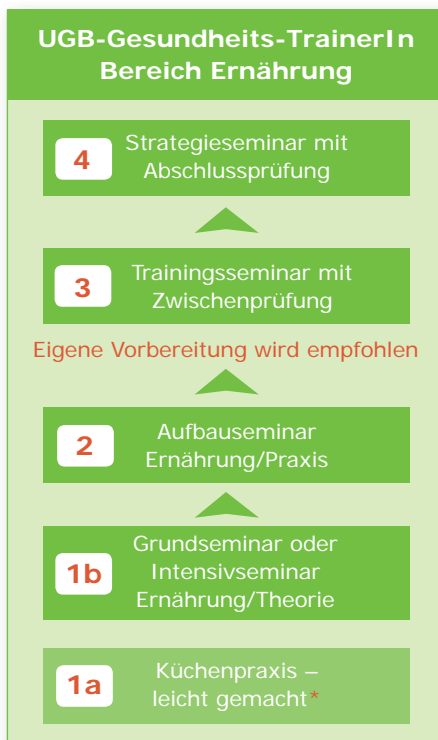 UGB-Gesundheits-TrainerIn
Bereich Ernährung
4
Strategieseminar mit
Abschlussprüfung
3
Trainingsseminar mit
Zwischenprüfung
Eigene Vorbereitung wird empfohlen
2
Aufbauseminar
Ernährung/Praxis
1b
Grundseminar oder
Intensivseminar
Ernährung/Theorie
1a
Küchenpraxis –
leicht gemacht*